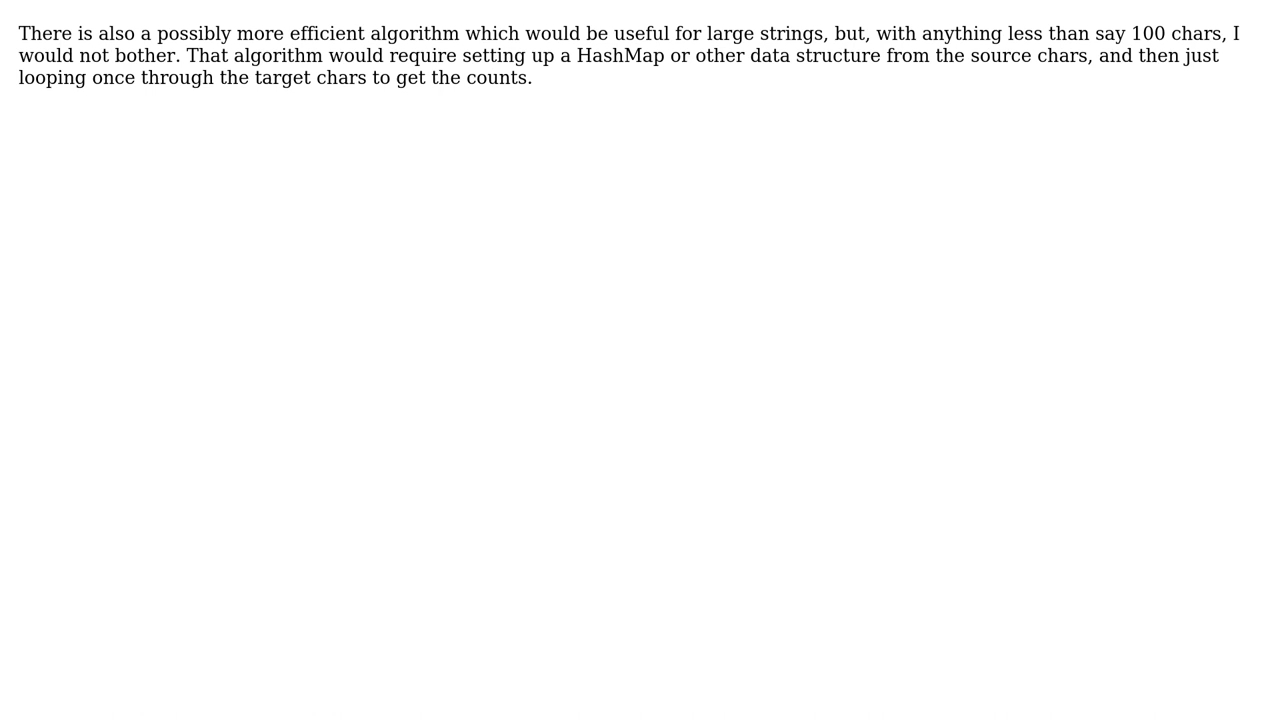 There is also a possibly more efficient algorithm which would be useful for large strings, but, with anything less than say 100 chars, I
would not bother. That algorithm would require setting up a HashMap or other data structure from the source chars, and then just
looping once through the target chars to get the counts.